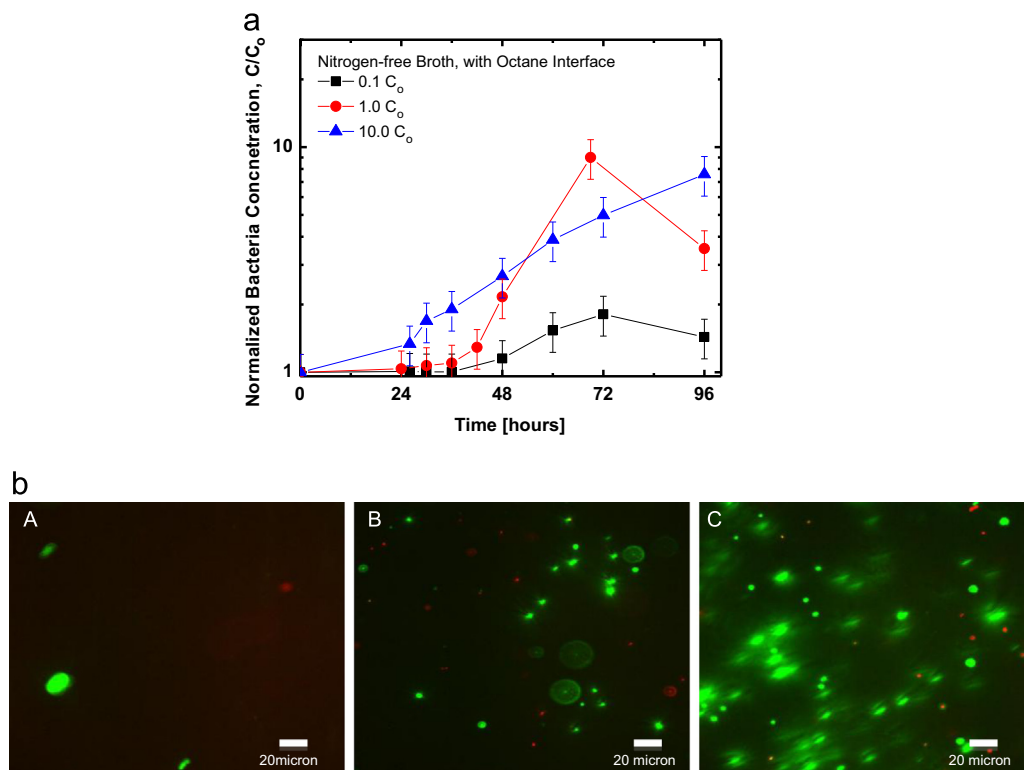 a
Normalized Bacteria Concnetration, C/Cₒ
Nitrogen-free Broth, with Octane Interface
0.1 Cₒ
1.0 Cₒ
10.0 Cₒ
10
1
0 24 48 72 96
Time [hours]
b
A B C
20micron 20 micron 20 micron